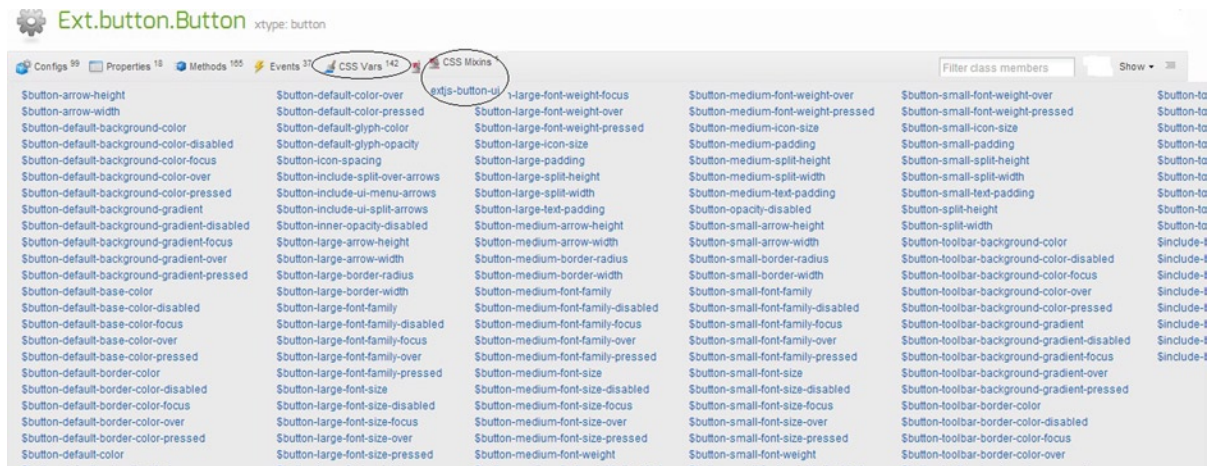 Ext.button.Button xtype: button
Configs 99 Properties 18 Methods 165 Events 37 CSS Vars 142 CSS Mixins Filter class members Show
extjs-button-ui
$button-arrow-height
$button-arrow-width
$button-default-background-color
$button-default-background-color-disabled
$button-default-background-color-focus
$button-default-background-color-over
$button-default-background-color-pressed
$button-default-background-gradient
$button-default-background-gradient-disabled
$button-default-background-gradient-focus
$button-default-background-gradient-over
$button-default-background-gradient-pressed
$button-default-base-color
$button-default-base-color-disabled
$button-default-base-color-focus
$button-default-base-color-over
$button-default-base-color-pressed
$button-default-border-color
$button-default-border-color-disabled
$button-default-border-color-focus
$button-default-border-color-over
$button-default-border-color-pressed
$button-default-color
$button-default-color-over
$button-default-color-pressed
$button-default-glyph-color
$button-default-glyph-opacity
$button-icon-spacing
$button-include-split-over-arrows
$button-include-ui-menu-arrows
$button-include-ui-split-arrows
$button-inner-opacity-disabled
$button-large-arrow-height
$button-large-arrow-width
$button-large-border-radius
$button-large-border-width
$button-large-font-family
$button-large-font-family-disabled
$button-large-font-family-focus
$button-large-font-family-over
$button-large-font-family-pressed
$button-large-font-size
$button-large-font-size-disabled
$button-large-font-size-focus
$button-large-font-size-over
$button-large-font-size-pressed
n-large-font-weight-focus
$button-large-font-weight-over
$button-large-font-weight-pressed
$button-large-icon-size
$button-large-padding
$button-large-split-height
$button-large-split-width
$button-large-text-padding
$button-medium-arrow-height
$button-medium-arrow-width
$button-medium-border-radius
$button-medium-border-width
$button-medium-font-family
$button-medium-font-family-disabled
$button-medium-font-family-focus
$button-medium-font-family-over
$button-medium-font-family-pressed
$button-medium-font-size
$button-medium-font-size-disabled
$button-medium-font-size-focus
$button-medium-font-size-over
$button-medium-font-size-pressed
$button-medium-font-weight
$button-medium-font-weight-over
$button-medium-font-weight-pressed
$button-medium-icon-size
$button-medium-padding
$button-medium-split-height
$button-medium-split-width
$button-medium-text-padding
$button-opacity-disabled
$button-small-arrow-height
$button-small-arrow-width
$button-small-border-radius
$button-small-border-width
$button-small-font-family
$button-small-font-family-disabled
$button-small-font-family-focus
$button-small-font-family-over
$button-small-font-family-pressed
$button-small-font-size
$button-small-font-size-disabled
$button-small-font-size-focus
$button-small-font-size-over
$button-small-font-size-pressed
$button-small-font-weight
$button-small-font-weight-over
$button-small-font-weight-pressed
$button-small-icon-size
$button-small-padding
$button-small-split-height
$button-small-split-width
$button-small-text-padding
$button-split-height
$button-split-width
$button-toolbar-background-color
$button-toolbar-background-color-disabled
$button-toolbar-background-color-focus
$button-toolbar-background-color-over
$button-toolbar-background-color-pressed
$button-toolbar-background-gradient
$button-toolbar-background-gradient-disabled
$button-toolbar-background-gradient-focus
$button-toolbar-background-gradient-over
$button-toolbar-background-gradient-pressed
$button-toolbar-border-color
$button-toolbar-border-color-disabled
$button-toolbar-border-color-focus
$button-toolbar-border-color-over